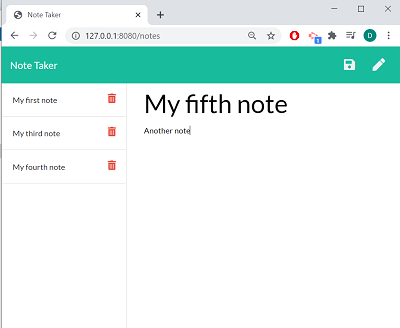 Note Taker
127.0.0.1:8080/notes
1
D
Note Taker
My first note
My third note
My fourth note
My fifth note
Another note